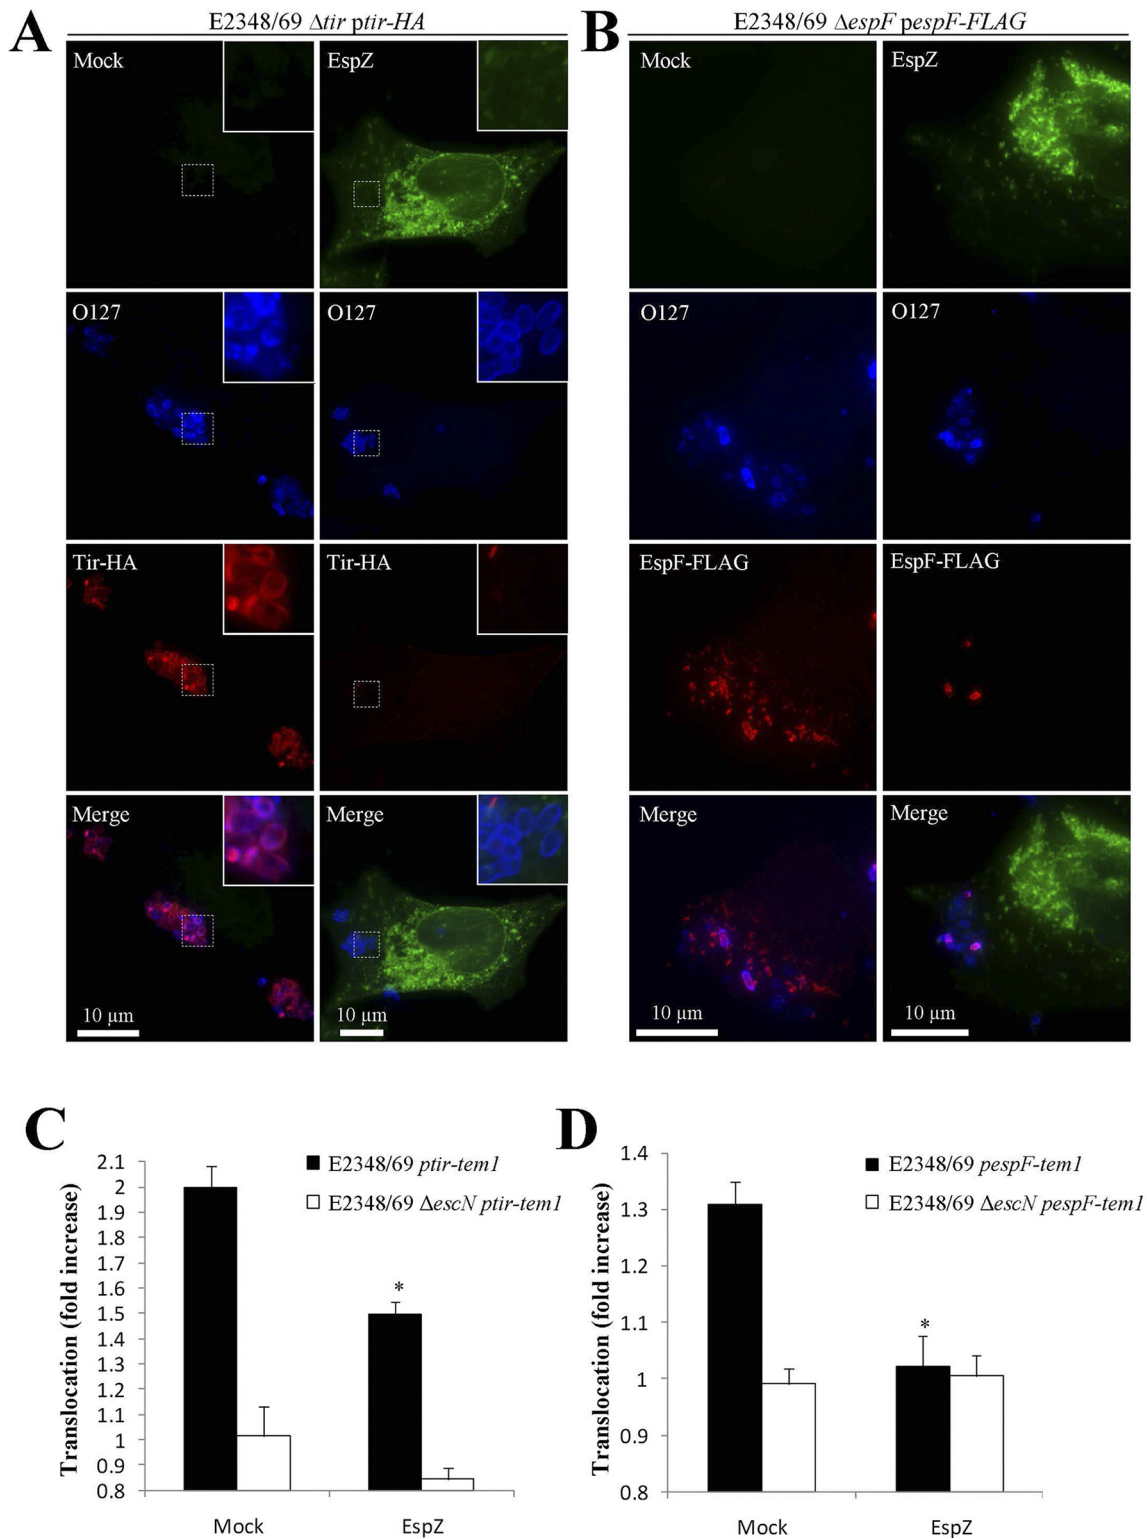 A
E2348/69 Δtir ptir-HA
Mock
EspZ
O127
O127
Tir-HA
Tir-HA
Merge
Merge
10 µm
10 µm
B
E2348/69 ΔespF pespF-FLAG
Mock
EspZ
O127
O127
EspF-FLAG
EspF-FLAG
Merge
Merge
10 µm
10 µm
C
Translocation (fold increase)
2.1
2
1.9
1.8
1.7
1.6
1.5
1.4
1.3
1.2
1.1
1
0.9
0.8
E2348/69 ptir-tem1
E2348/69 ΔescN ptir-tem1
*
Mock
EspZ
D
Translocation (fold increase)
1.4
1.3
1.2
1.1
1
0.9
0.8
E2348/69 pespF-tem1
E2348/69 ΔescN pespF-tem1
*
Mock
EspZ